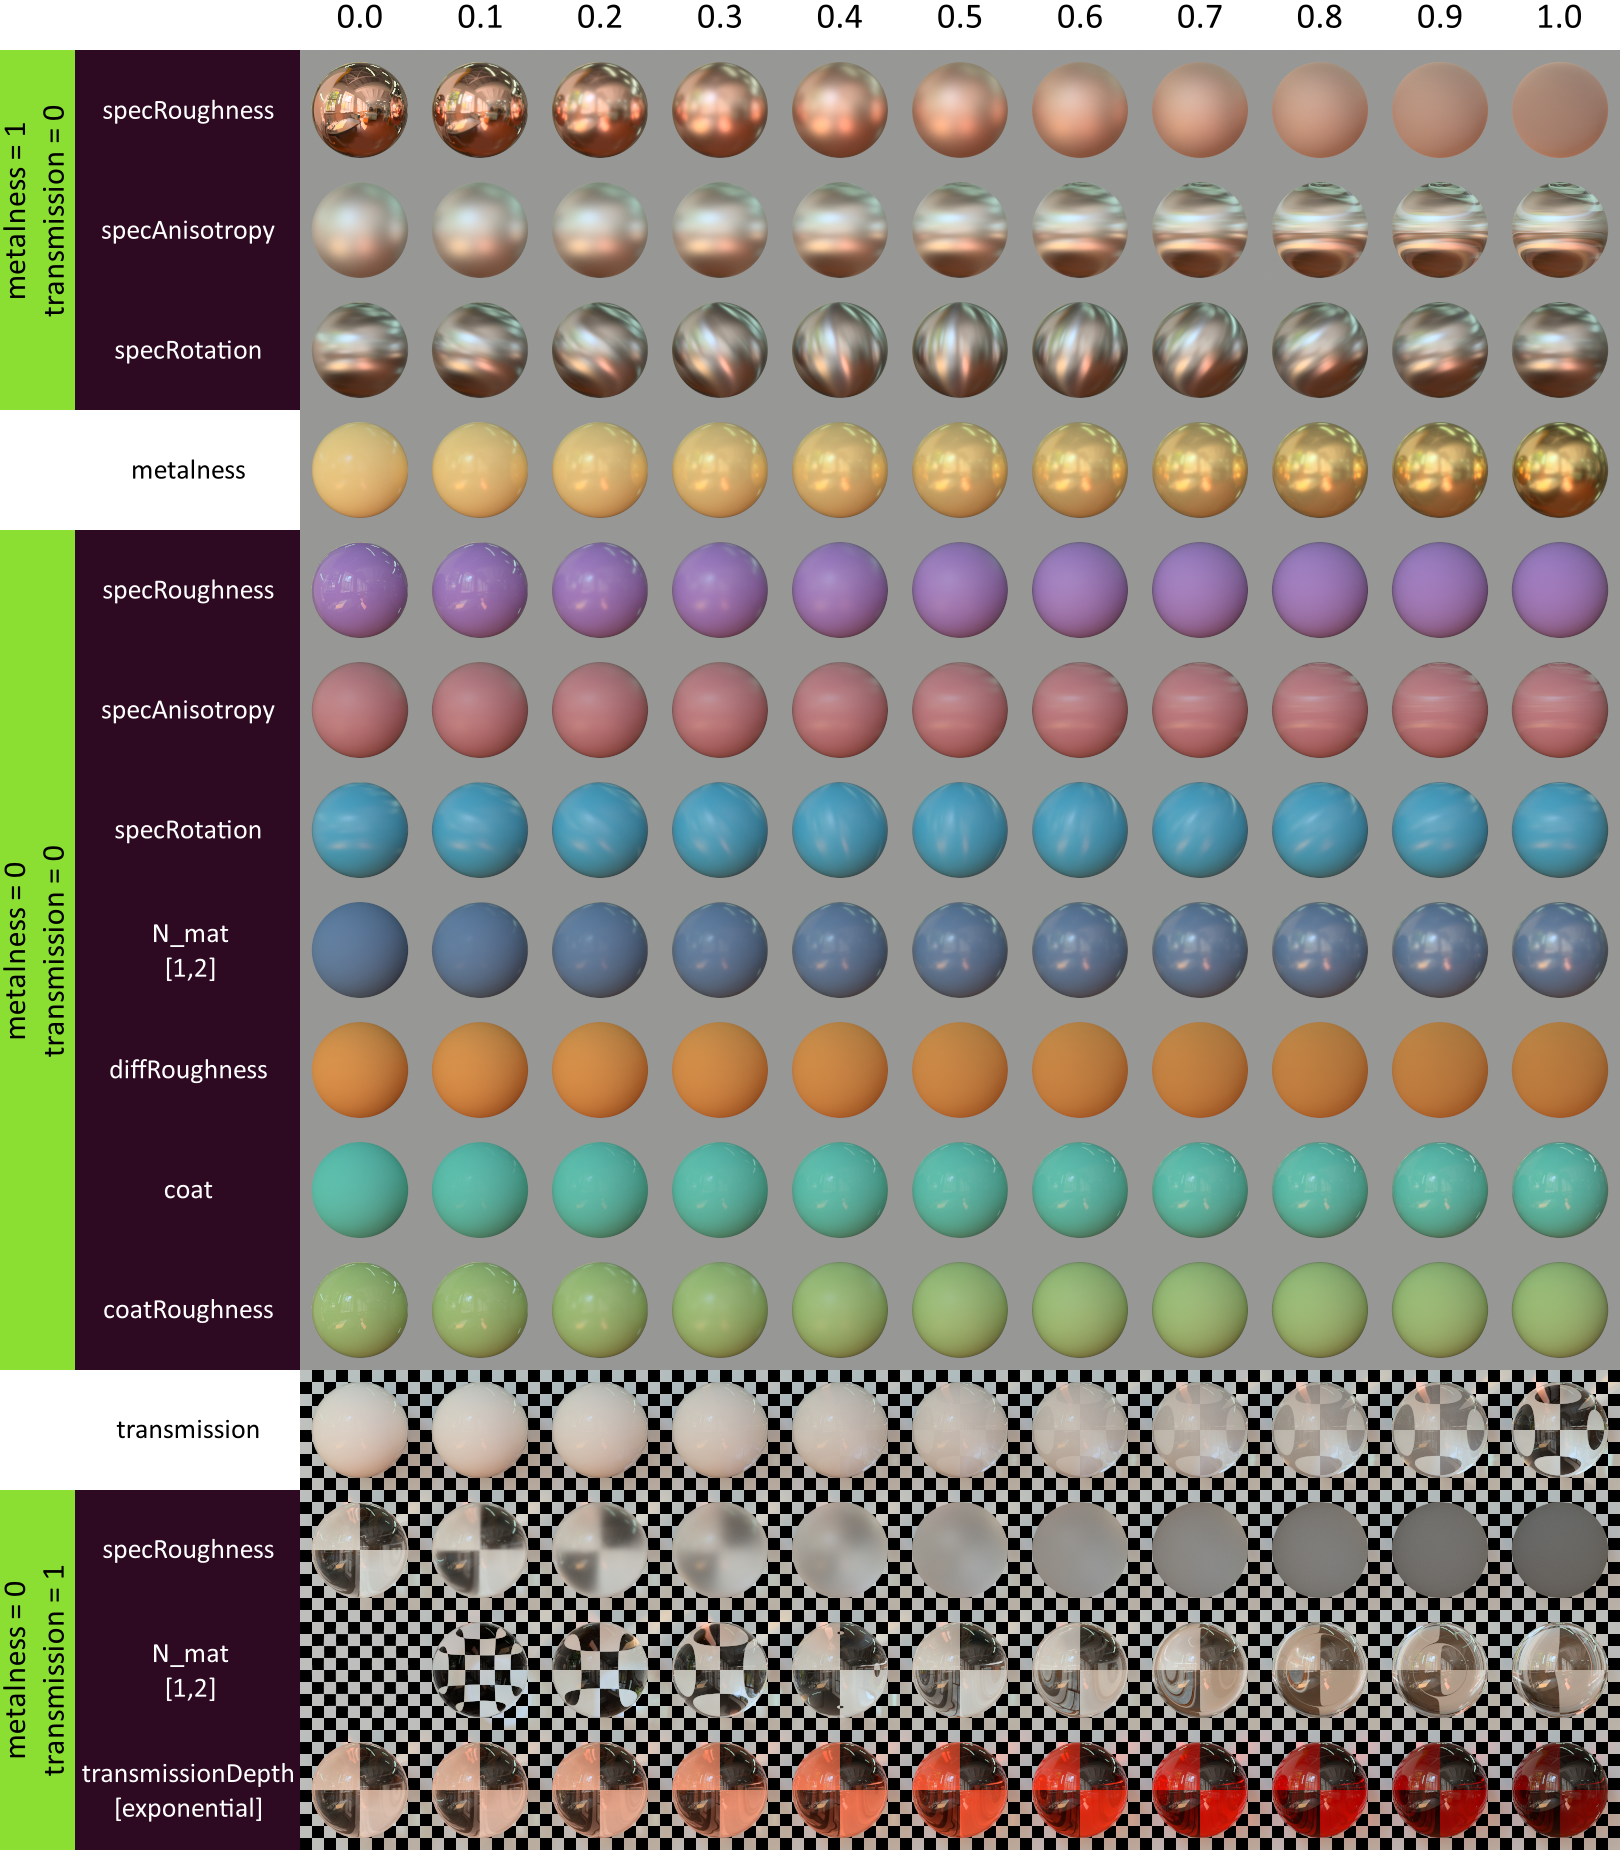 0.0 0.1 0.2 0.3 0.4 0.5 0.6 0.7 0.8 0.9 1.0
metalness = 1
transmission = 0
specRoughness
specAnisotropy
specRotation
metalness
metalness = 0
transmission = 0
specRoughness
specAnisotropy
specRotation
N_mat
[1,2]
diffRoughness
coat
coatRoughness
transmission
metalness = 0
transmission = 1
specRoughness
N_mat
[1,2]
transmissionDepth
[exponential]